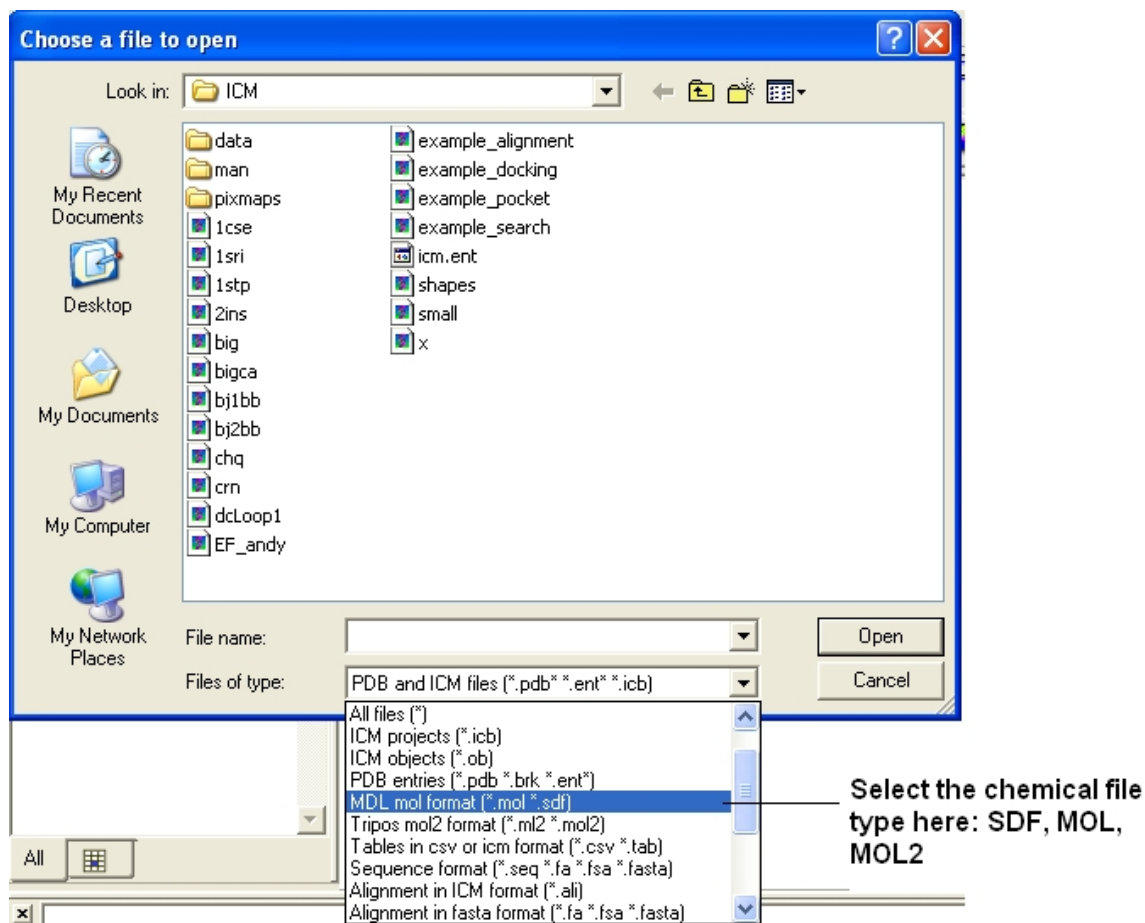 Choose a file to open
Look in:
ICM
My Recent
Documents
Desktop
My Documents
My Computer
My Network
Places
data
man
pixmaps
1cse
1sri
1stp
2ins
big
bigca
bj1bb
bj2bb
chq
crn
dcLoop1
EF_andy
example_alignment
example_docking
example_pocket
example_search
icm.ent
shapes
small
x
File name:
Open
Files of type:
PDB and ICM files (*.pdb* *.ent* *.icb)
Cancel
All files (*)
ICM projects (*.icb)
ICM objects (*.ob)
PDB entries (*.pdb *.brk *.ent*)
MDL mol format (*.mol *.sdf)
Tripos mol2 format (*.ml2 *.mol2)
Tables in csv or icm format (*.csv *.tab)
Sequence format (*.seq *.fa *.fsa *.fasta)
Alignment in ICM format (*.ali)
Alignment in fasta format (*.fa *.fsa *.fasta)
Select the chemical file
type here: SDF, MOL,
MOL2
All